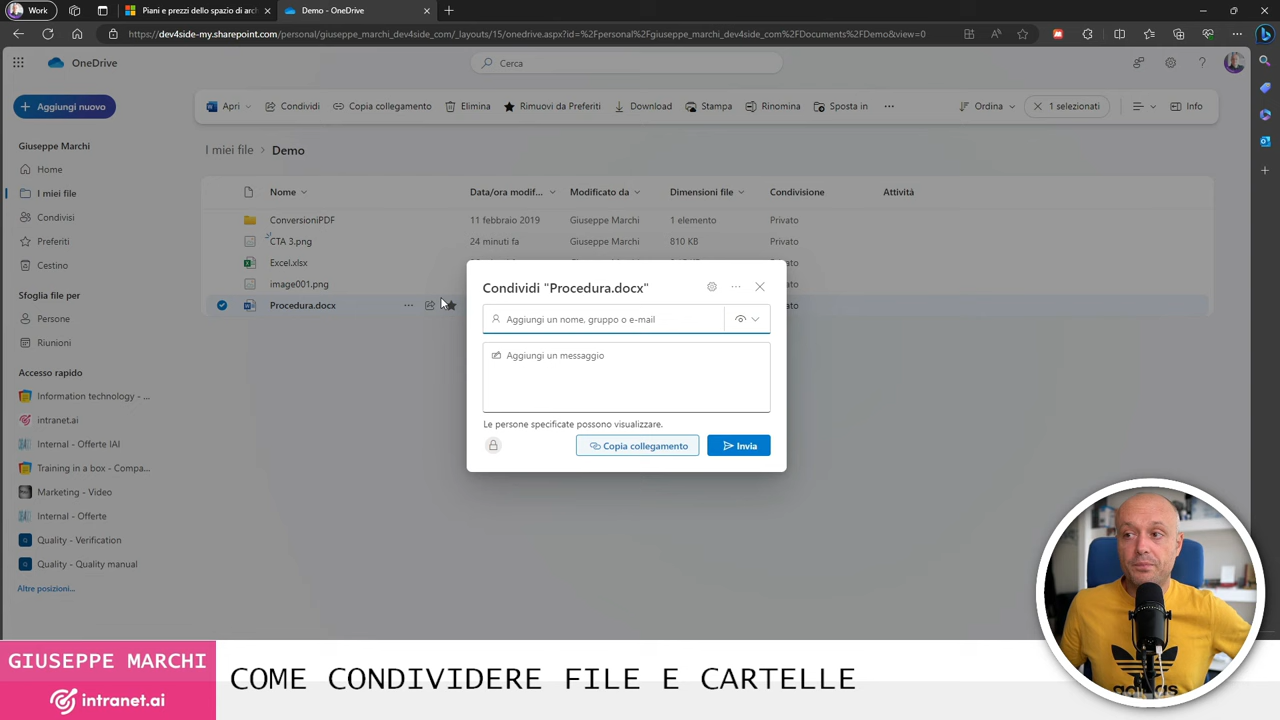 Work
Piani e prezzi dello spazio di arc
Demo - OneDrive
https://dev4side-my.sharepoint.com/personal/giuseppe_marchi_dev4side_com/_layouts/15/onedrive.aspx?id=%2Fpersonal%2Fgiuseppe_marchi_dev4side_com%2FDocuments%2FDemo&view=0
OneDrive
Cerca
Aggiungi nuovo
Apri
Condividi
Copia collegamento
Elimina
Rimuovi da Preferiti
Download
Stampa
Rinomina
Sposta in
Ordina
1 selezionati
Info
Giuseppe Marchi
Home
I miei file
Condivisi
Preferiti
Cestino
Sfoglia file per
Persone
Riunioni
Accesso rapido
Information technology - ...
intranet.ai
Internal - Offerte IAI
Training in a box - Compa...
Marketing - Video
Internal - Offerte
Quality - Verification
Quality - Quality manual
Altre posizioni...
I miei file > Demo
Nome
Data/ora modif...
Modificato da
Dimensioni file
Condivisione
Attività
ConversioniPDF
11 febbraio 2019
Giuseppe Marchi
1 elemento
Privato
CTA 3.png
24 minuti fa
Giuseppe Marchi
810 KB
Privato
Excel.xlsx
image001.png
Procedura.docx
Condividi "Procedura.docx"
Aggiungi un nome, gruppo o e-mail
Aggiungi un messaggio
Le persone specificate possono visualizzare.
Copia collegamento
Invia
GIUSEPPE MARCHI
intranet.ai
COME CONDIVIDERE FILE E CARTELLE
adidas